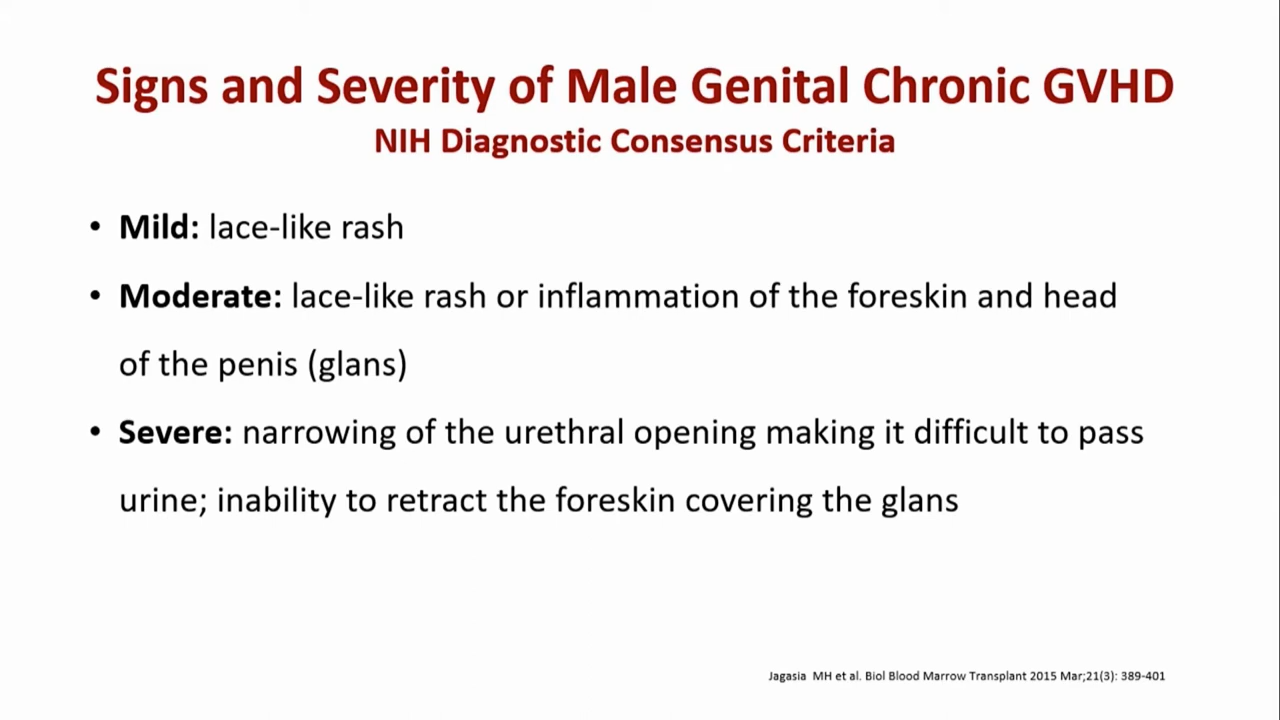 Signs and Severity of Male Genital Chronic GVHD
NIH Diagnostic Consensus Criteria
• Mild: lace-like rash
• Moderate: lace-like rash or inflammation of the foreskin and head
of the penis (glans)
• Severe: narrowing of the urethral opening making it difficult to pass
urine; inability to retract the foreskin covering the glans
Jagasia MH et al. Biol Blood Marrow Transplant 2015 Mar;21(3): 389-401